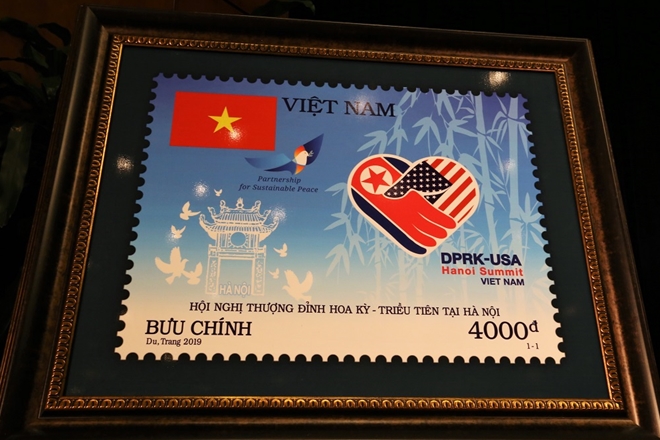 VIỆT NAM
Partnership
for Sustainable Peace
DPRK-USA
Hanoi Summit
VIET NAM
HÀ NỘI
HỘI NGHỊ THƯỢNG ĐỈNH HOA KỲ - TRIỀU TIÊN TẠI HÀ NỘI
BƯU CHÍNH
4000đ
Du, Trang 2019
1-1